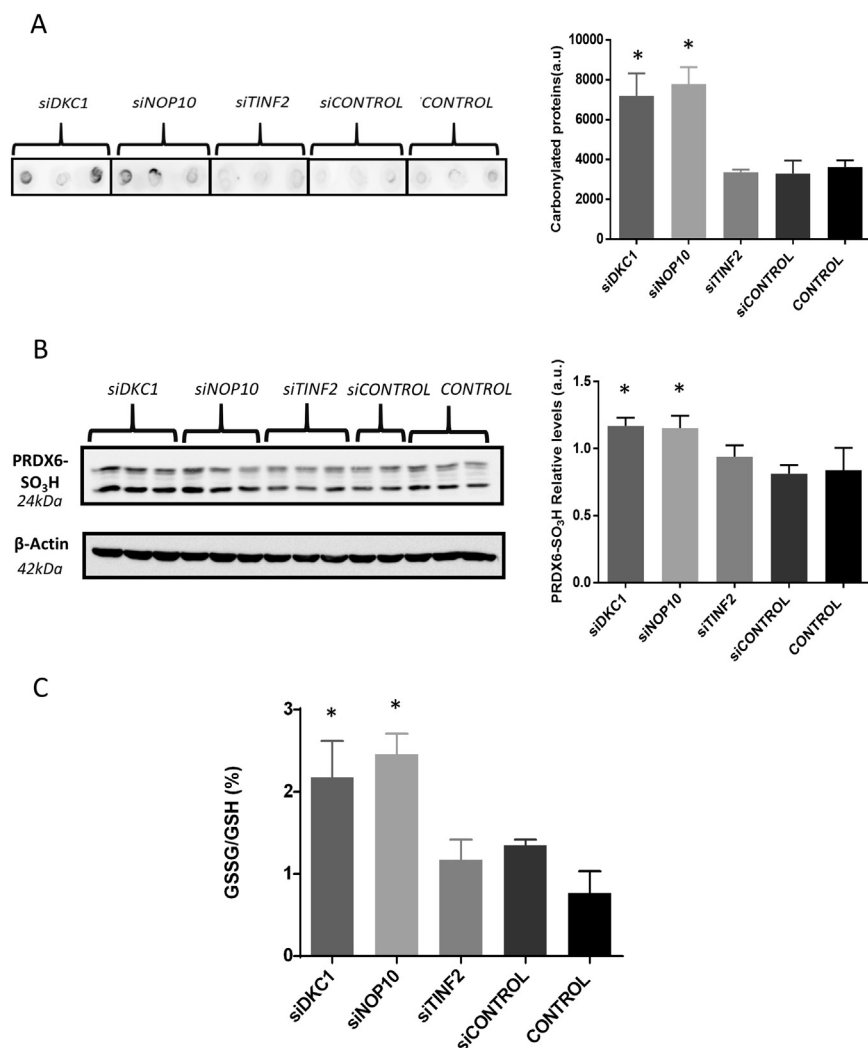 A
siDKC1 siNOP10 siTINF2 siCONTROL CONTROL
Carbonylated proteins(a.u)
10000
8000
6000
4000
2000
0
* *
siDKC1 siNOP10 siTINF2 siCONTROL CONTROL
B
siDKC1 siNOP10 siTINF2 siCONTROL CONTROL
PRDX6-
SO₃H
24kDa
β-Actin
42kDa
PRDX6-SO₃H Relative levels (a.u.)
1.5
1.0
0.5
0.0
* *
siDKC1 siNOP10 siTINF2 siCONTROL CONTROL
C
GSSG/GSH (%)
3
2
1
0
* *
siDKC1 siNOP10 siTINF2 siCONTROL CONTROL